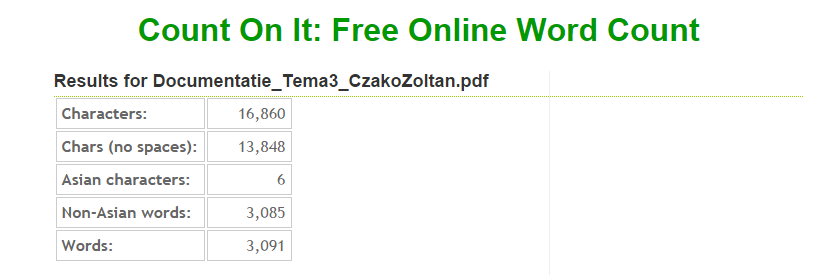 Count On It: Free Online Word Count
Results for Documentatie_Tema3_CzakoZoltan.pdf
Characters: 16,860
Chars (no spaces): 13,848
Asian characters: 6
Non-Asian words: 3,085
Words: 3,091